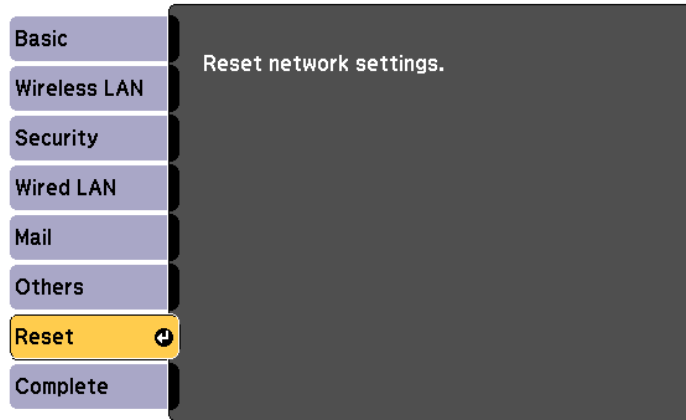 Basic
Wireless LAN
Security
Wired LAN
Mail
Others
Reset
Complete
Reset network settings.